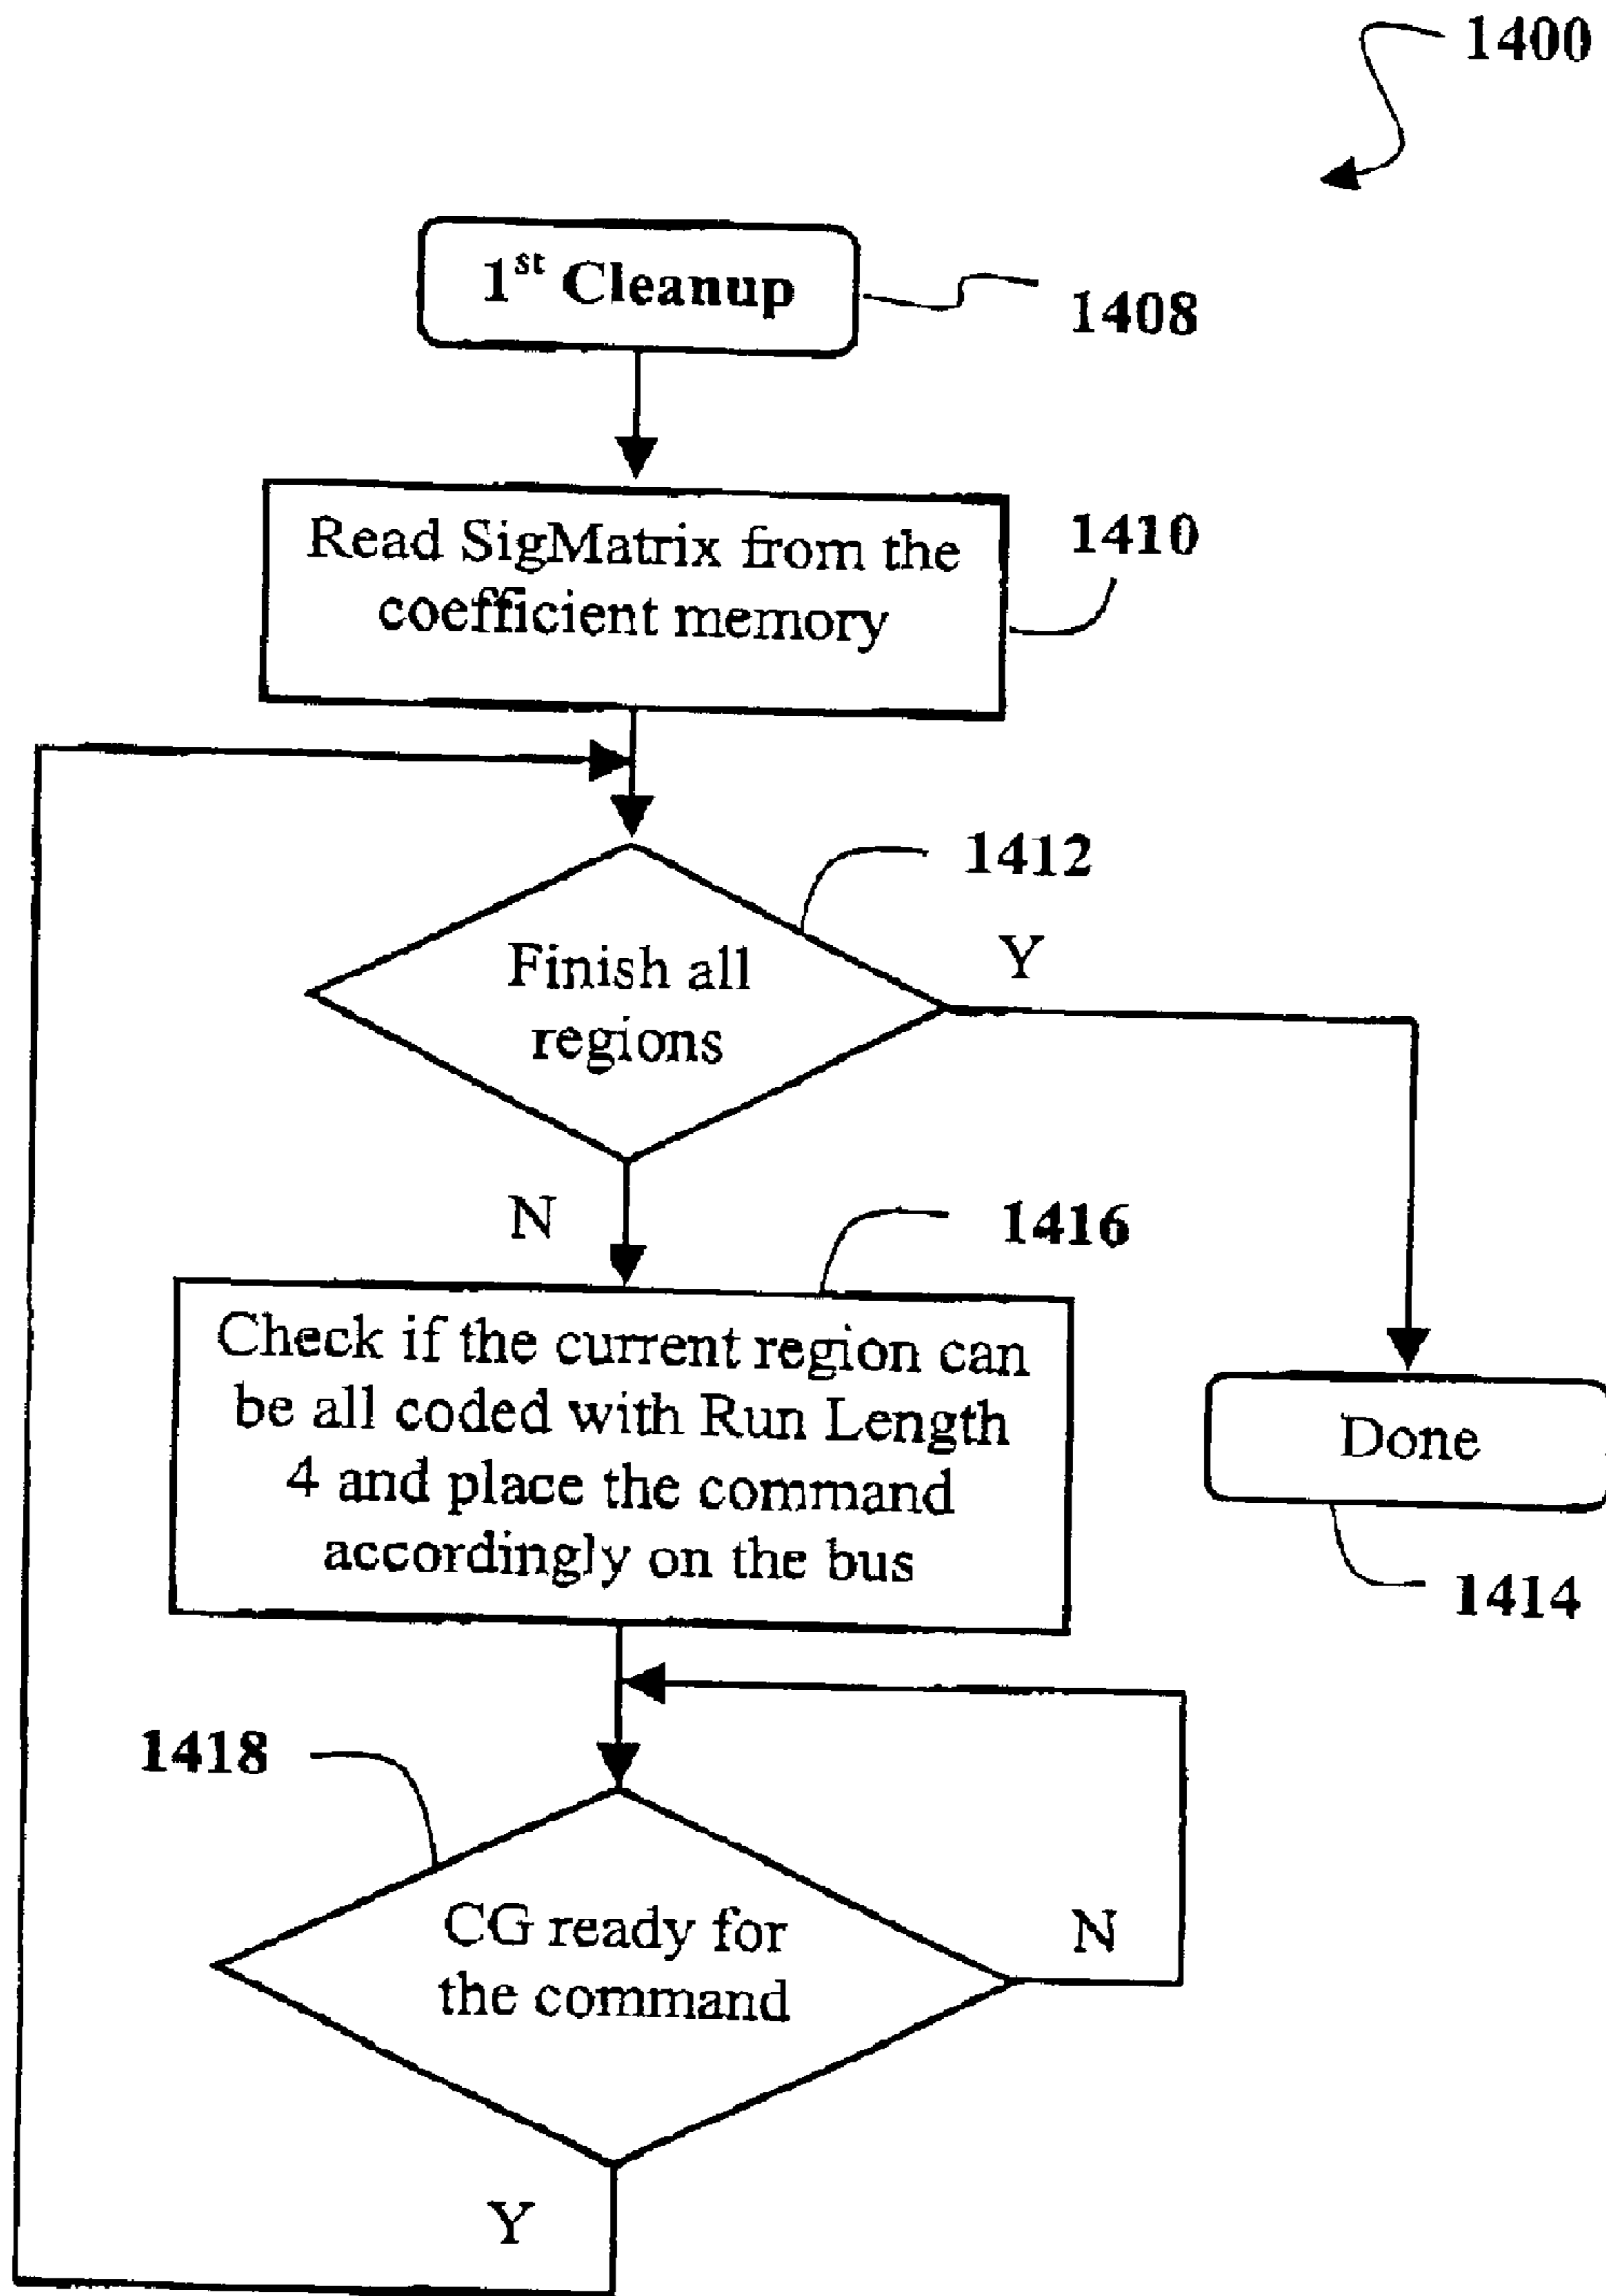 1400
1st Cleanup
1408
Read SigMatrix from the
coefficient memory
1410
1412
Finish all
regions
Y
N
1416
Check if the current region can
be all coded with Run Length
4 and place the command
accordingly on the bus
Done
1414
1418
CG ready for
the command
N
Y